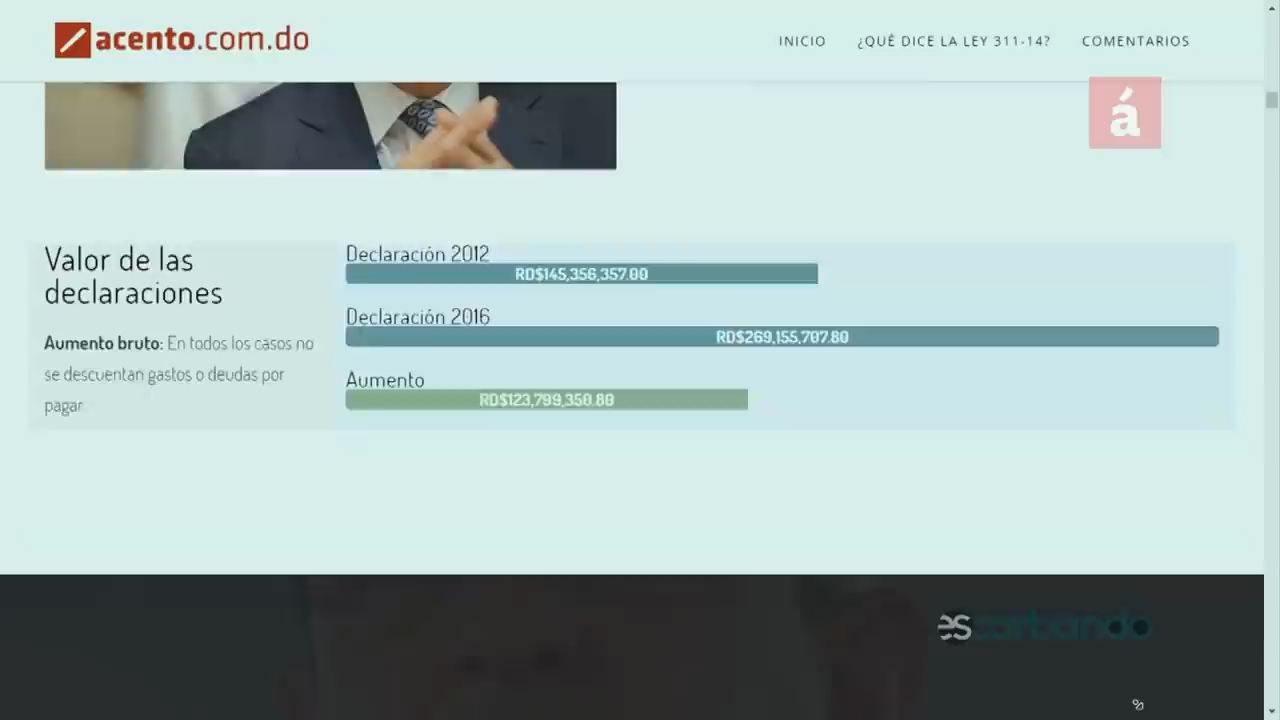 acento.com.do
INICIO
¿QUÉ DICE LA LEY 311-14?
COMENTARIOS
á
Valor de las
declaraciones
Aumento bruto: En todos los casos no
se descuentan gastos o deudas por
pagar
Declaración 2012
RD$145,356,357.00
Declaración 2016
RD$269,155,707.80
Aumento
RD$123,799,350.80
escarbando